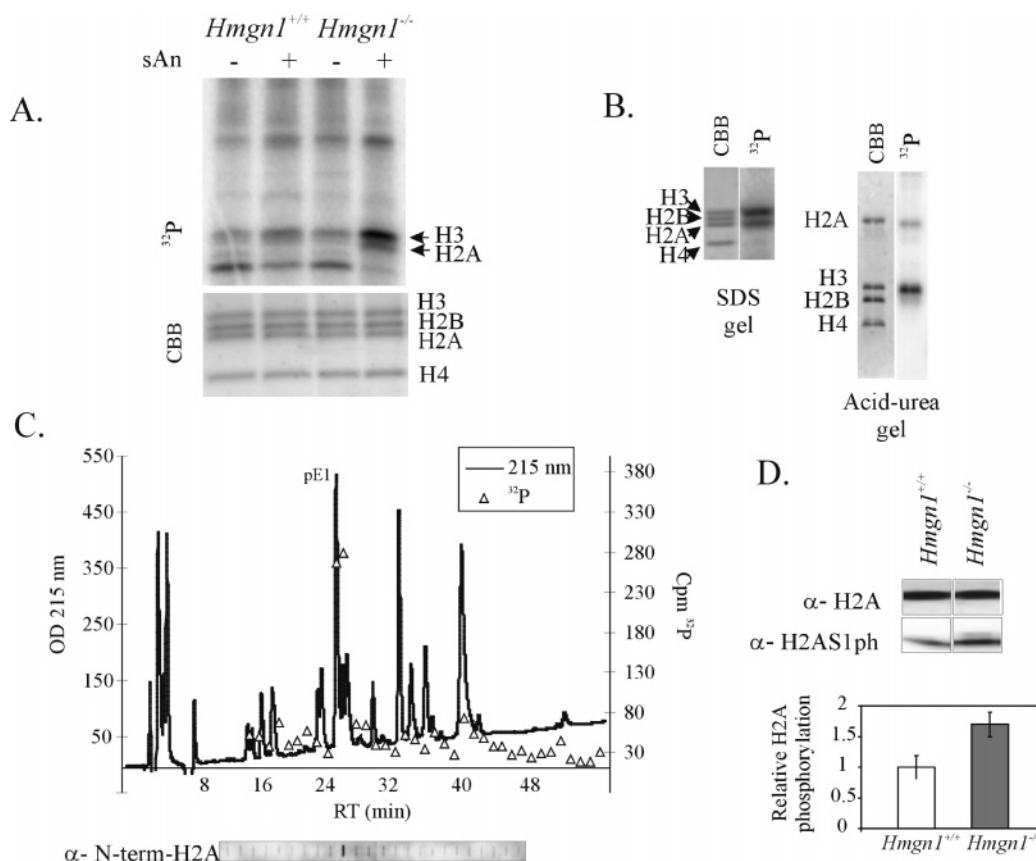 A.
Hmgn1+/+ Hmgn1-/-
sAn - + - +
32P
H3
H2A
CBB
H3
H2B
H2A
H4
B.
CBB 32P
H3
H2B
H2A
H4
SDS
gel
CBB 32P
H2A
H3
H2B
H4
Acid-urea
gel
C.
550
450
350
250
150
50
OD 215 nm
pE1
215 nm
32P
380
330
280
230
180
130
80
30
Cpm 32P
8 16 24 32 40 48
RT (min)
α- N-term-H2A
D.
Hmgn1+/+ Hmgn1-/-
α- H2A
α- H2AS1ph
Relative H2A
phosphorylation
2
1.5
1
0.5
0
Hmgn1+/+ Hmgn1-/-